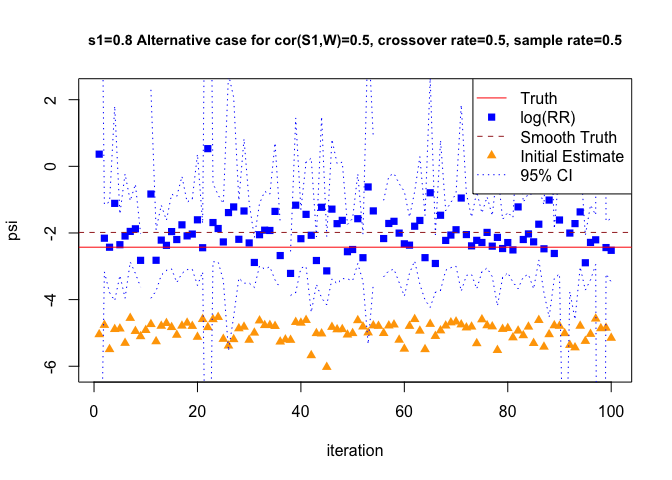 s1=0.8 Alternative case for cor(S1,W)=0.5, crossover rate=0.5, sample rate=0.5
Truth
log(RR)
Smooth Truth
Initial Estimate
95% CI
psi
2
0
-2
-4
-6
0
20
40
60
80
100
iteration